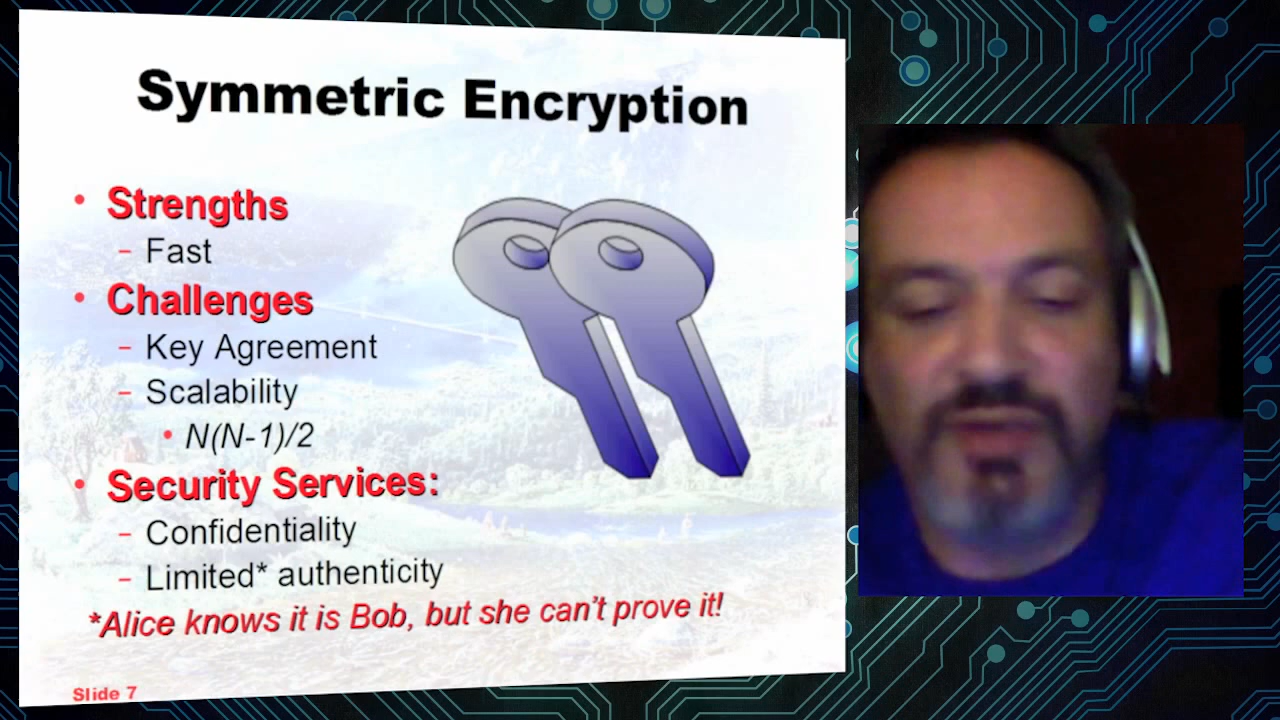 Symmetric Encryption
• Strengths
– Fast
• Challenges
– Key Agreement
– Scalability
• N(N-1)/2
• Security Services:
– Confidentiality
– Limited* authenticity
*Alice knows it is Bob, but she can't prove it!
Slide 7